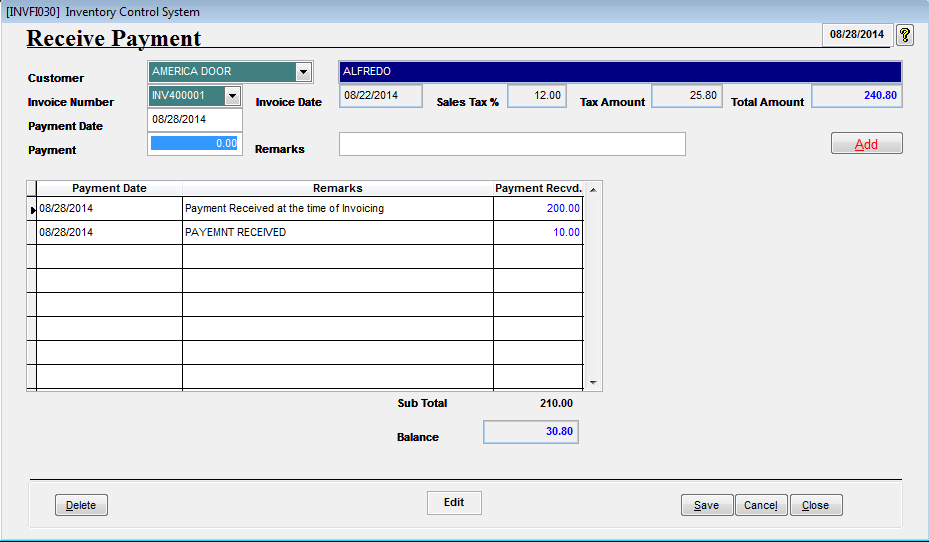 [INVFI030] Inventory Control System
Receive Payment
08/28/2014
?
Customer AMERICA DOOR ALFREDO
Invoice Number INV400001 Invoice Date 08/22/2014 Sales Tax % 12.00 Tax Amount 25.80 Total Amount 240.80
Payment Date 08/28/2014
Payment 0.00 Remarks Add
Payment Date Remarks Payment Recvd.
08/28/2014 Payment Received at the time of Invoicing 200.00
08/28/2014 PAYEMNT RECEIVED 10.00
Sub Total 210.00
Balance 30.80
Delete Edit Save Cancel Close